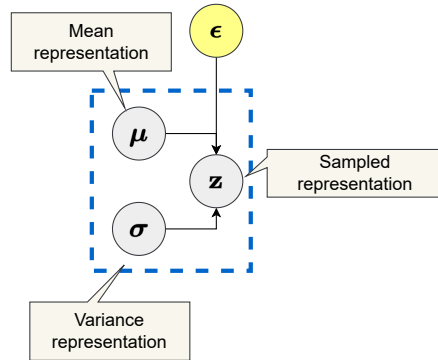 Mean
representation
ϵ
μ
z
Sampled
representation
σ
Variance
representation